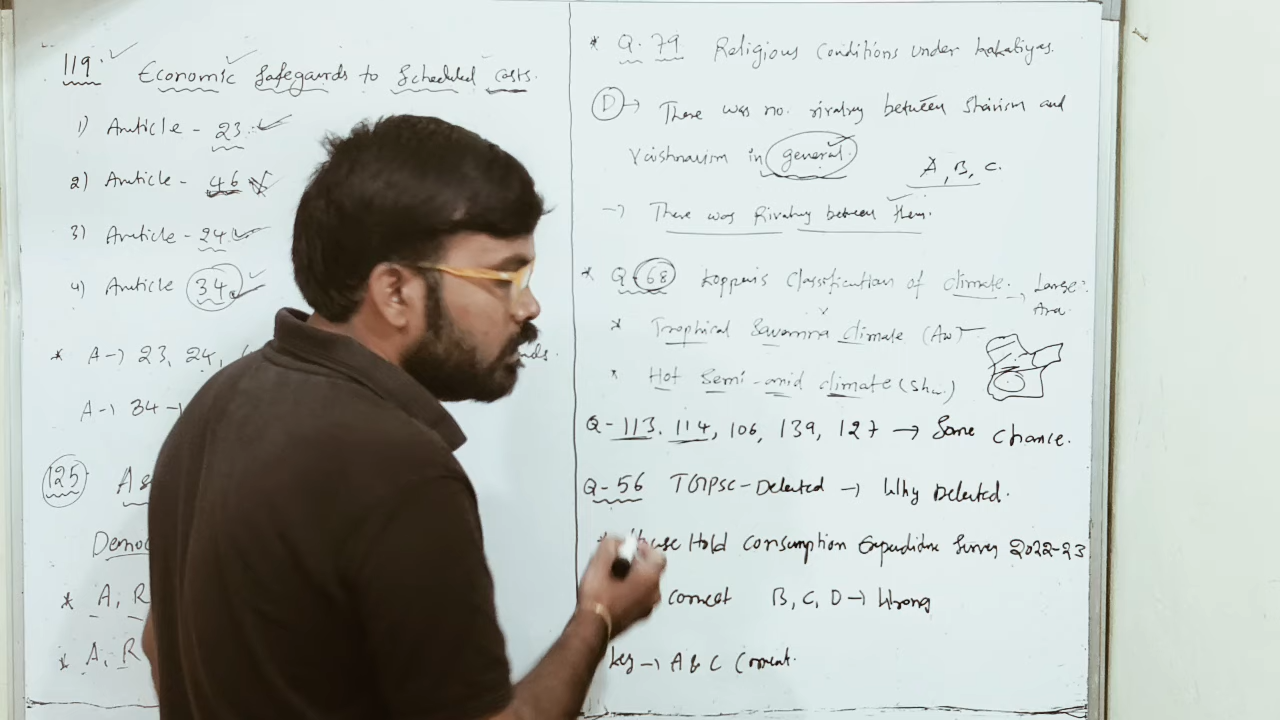 119. Economic Safegaurds to Scheduled casts.
1) Article - 23.
2) Article - 46
3) Article - 24.
4) Article 34.
* A-> 23, 24,
A-> 34 ->
125
Democ
* A, R
* A, R
* Q. 79 Religious Conditions under kakatiyas.
D -> There was no. rivalry between Shaivism and
Vaishnavism in general.
A, B, C.
-> There was Rivalry between them.
* Q. 68 koppen's Classification of climate. -> Large
Area.
* Trophical Savanna climate (Aw)
* Hot Semi-arid climate
Q - 113. 114, 106, 139, 127 -> Same chance.
Q - 56 TGPSC - Deleted -> Why Deleted.
* House Hold consumption Expenditure Survey 2022-23
correct B, C, D -> Wrong
key -> A & C Correct.